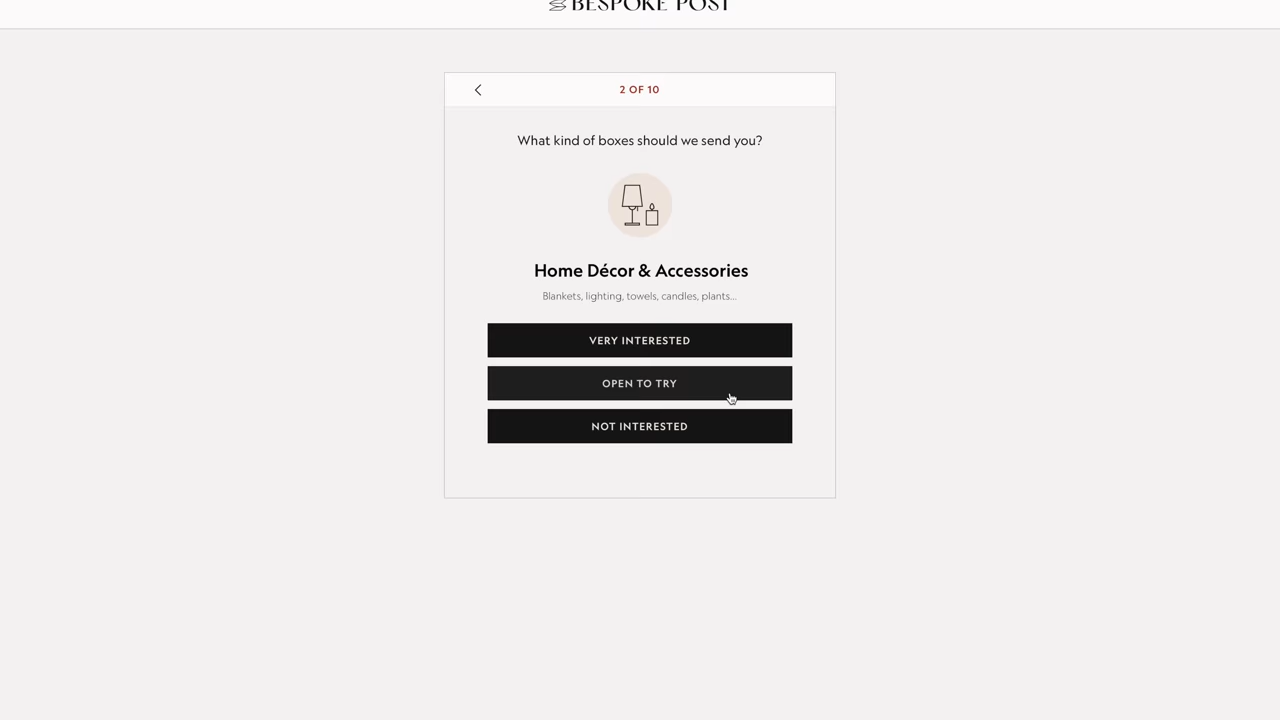 BESPOKE POST
2 OF 10
What kind of boxes should we send you?
Home Décor & Accessories
Blankets, lighting, towels, candles, plants...
VERY INTERESTED
OPEN TO TRY
NOT INTERESTED